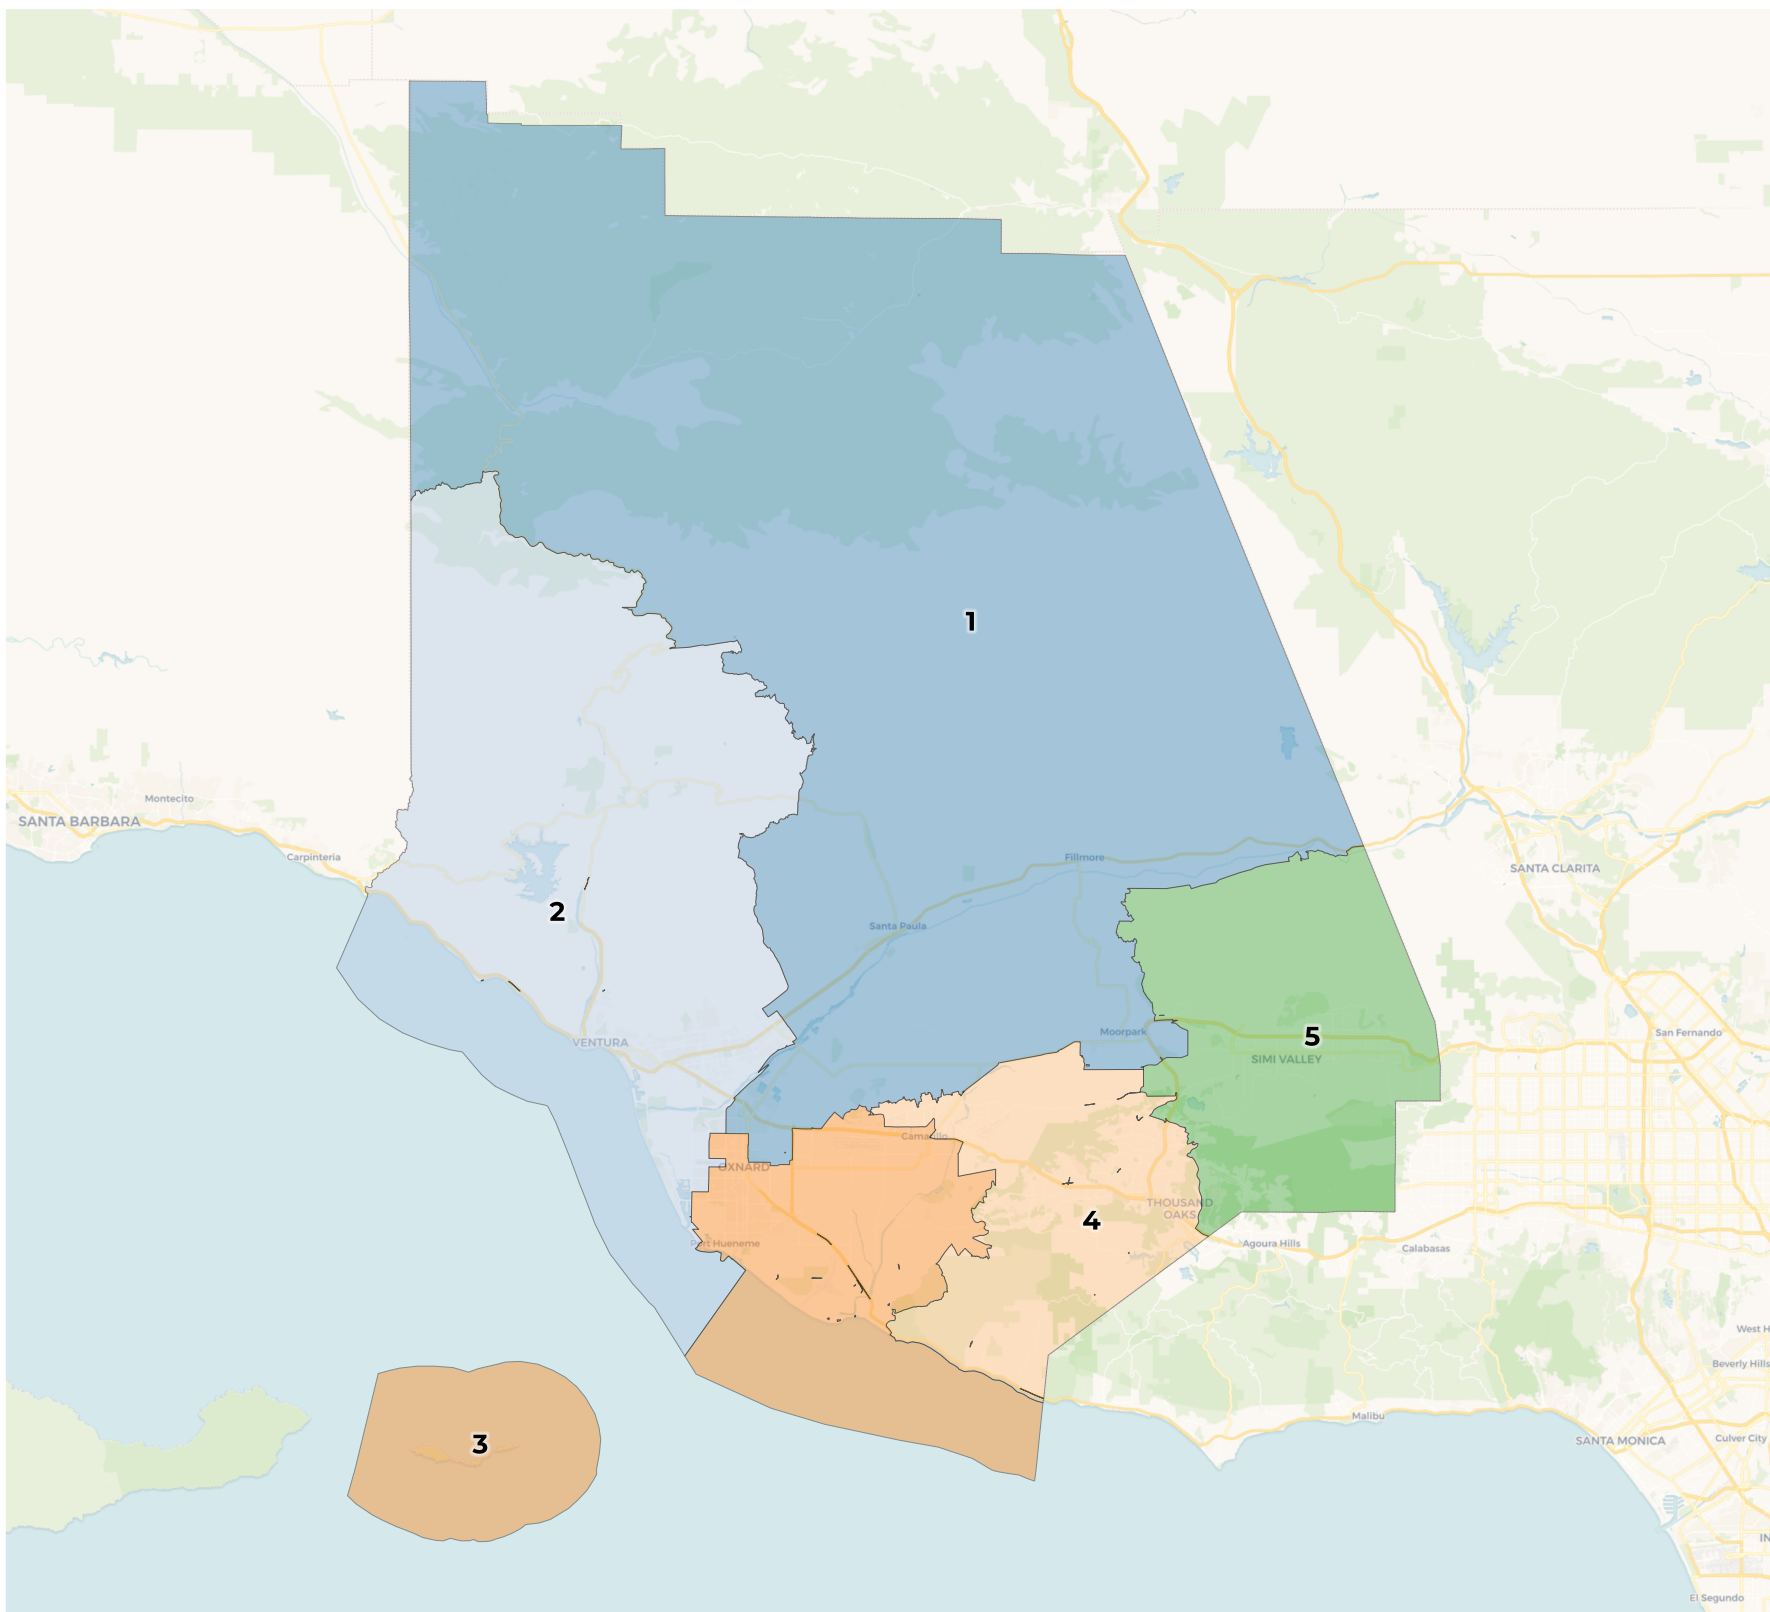 1
Montecito
SANTA BARBARA
Carpinteria
Fillmore
SANTA CLARITA
2
Santa Paula
VENTURA
Moorpark
5
San Fernando
SIMI VALLEY
Camarillo
OXNARD
THOUSAND
OAKS
4
Port Hueneme
Agoura Hills
Calabasas
West H
Beverly Hills
Malibu
3
SANTA MONICA
Culver City
IN
El Segundo